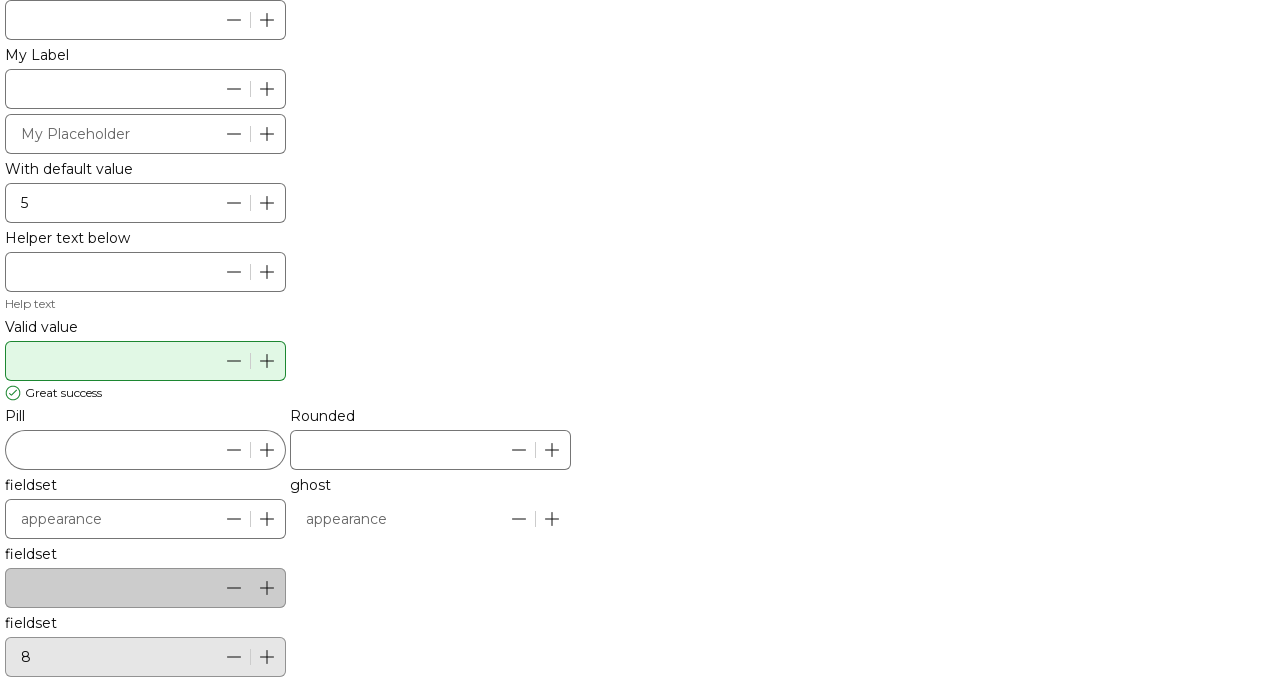 My Label
My Placeholder
With default value
5
Helper text below
Help text
Valid value
Great success
Pill
Rounded
fieldset
ghost
appearance
appearance
fieldset
fieldset
8